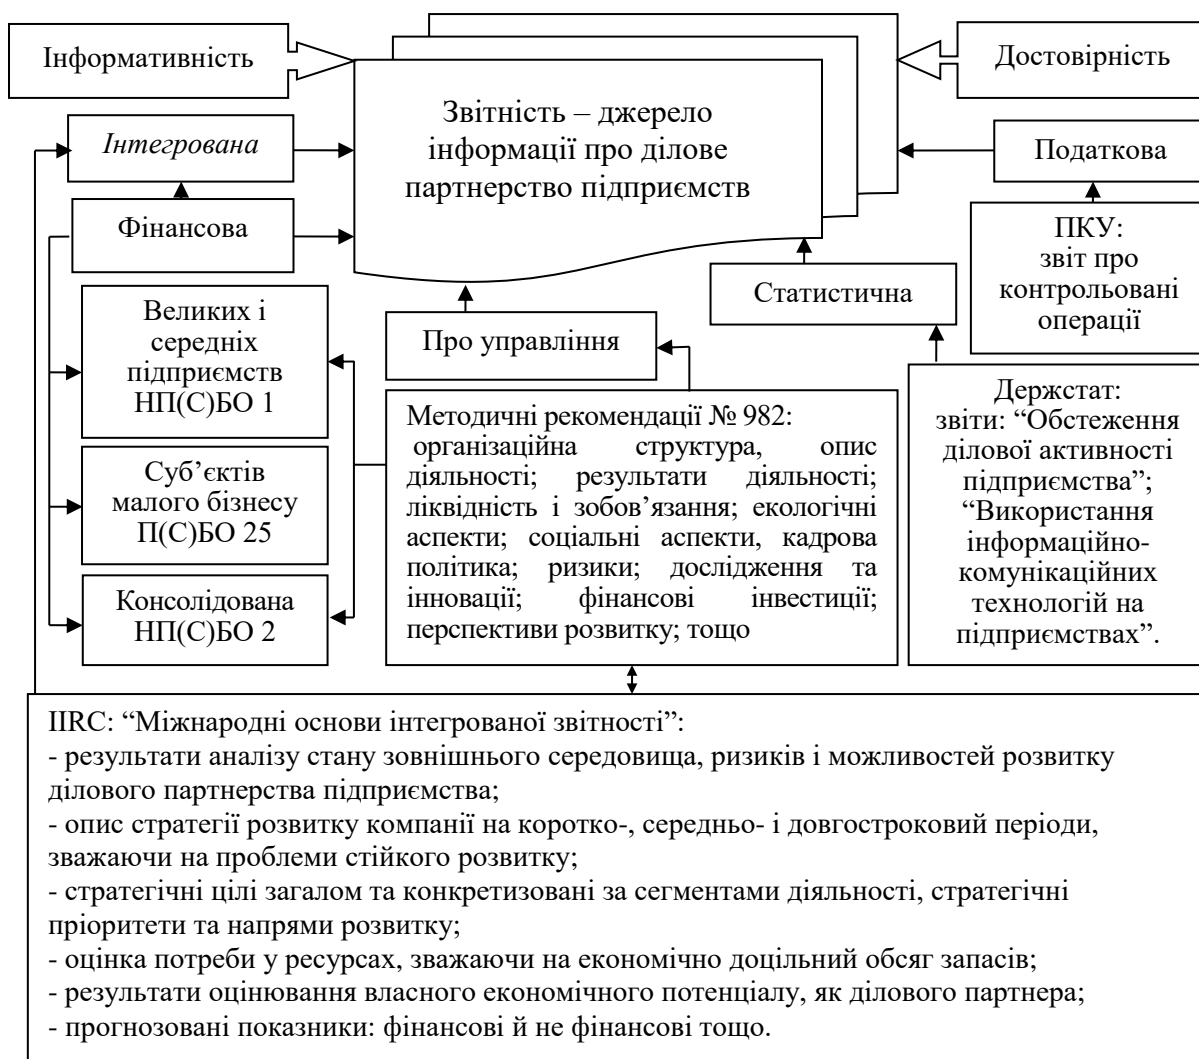 Інформативність
Достовірність
Звітність – джерело
інформації про ділове
партнерство підприємств
Інтегрована
Податкова
Фінансова
ПКУ:
звіт про
контрольовані
операції
Статистична
Великих і
середніх
підприємств
НП(С)БО 1
Про управління
Держстат:
звіти: “Обстеження
ділової активності
підприємства”;
“Використання
інформаційно-
комунікаційних
технологій на
підприємствах”.
Методичні рекомендації № 982:
організаційна структура, опис
діяльності; результати діяльності;
ліквідність і зобов’язання; екологічні
аспекти; соціальні аспекти, кадрова
політика; ризики; дослідження та
інновації; фінансові інвестиції;
перспективи розвитку; тощо
Суб’єктів
малого бізнесу
П(С)БО 25
Консолідована
НП(С)БО 2
IIRC: “Міжнародні основи інтегрованої звітності”:
- результати аналізу стану зовнішнього середовища, ризиків і можливостей розвитку
ділового партнерства підприємства;
- опис стратегії розвитку компанії на коротко-, середньо- і довгостроковий періоди,
зважаючи на проблеми стійкого розвитку;
- стратегічні цілі загалом та конкретизовані за сегментами діяльності, стратегічні
пріоритети та напрями розвитку;
- оцінка потреби у ресурсах, зважаючи на економічно доцільний обсяг запасів;
- результати оцінювання власного економічного потенціалу, як ділового партнера;
- прогнозовані показники: фінансові й не фінансові тощо.